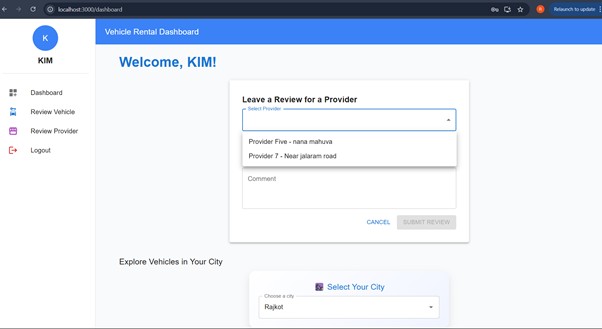 localhost:3000/dashboard
K
Relaunch to update
K
KIM
Dashboard
Review Vehicle
Review Provider
Logout
Vehicle Rental Dashboard
Welcome, KIM!
Leave a Review for a Provider
Select Provider
Provider Five - nana mahuva
Provider 7 - Near jalaram road
Comment
CANCEL
SUBMIT REVIEW
Explore Vehicles in Your City
Select Your City
Choose a city
Rajkot